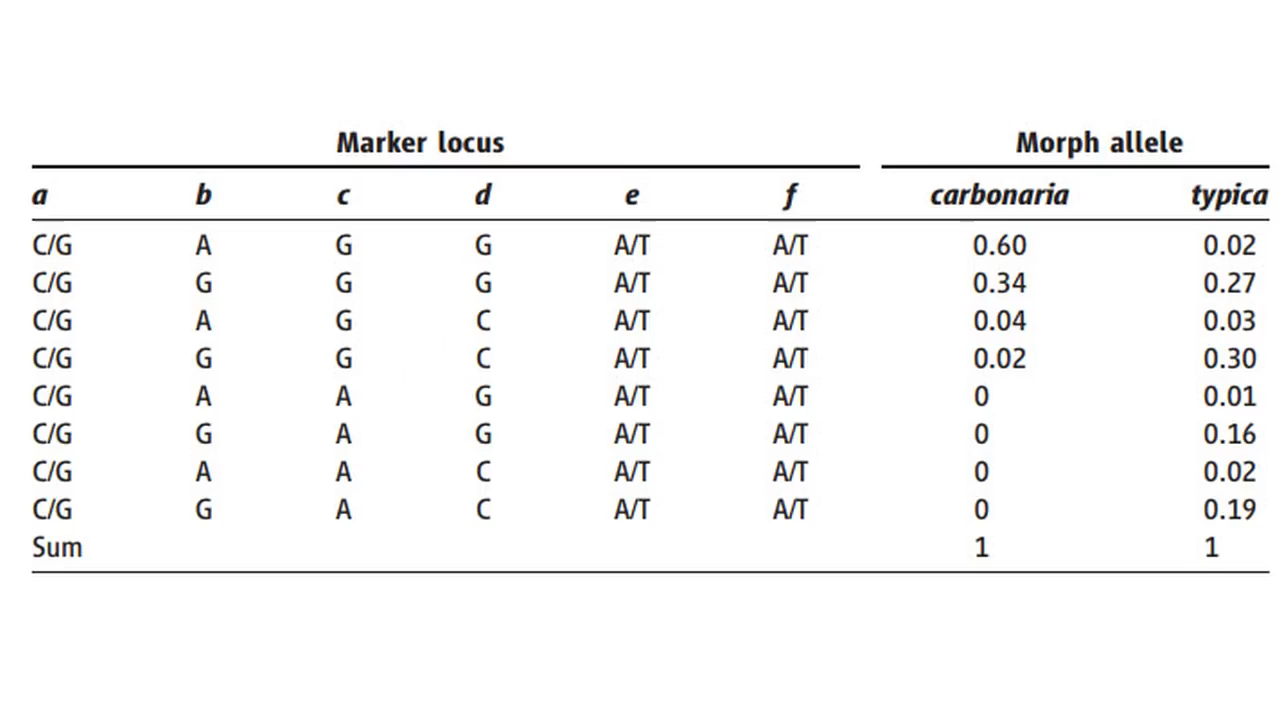 Marker locus Morph allele
a b c d e f carbonaria typica
C/G A G G A/T A/T 0.60 0.02
C/G G G G A/T A/T 0.34 0.27
C/G A G C A/T A/T 0.04 0.03
C/G G G C A/T A/T 0.02 0.30
C/G A A G A/T A/T 0 0.01
C/G G A G A/T A/T 0 0.16
C/G A A C A/T A/T 0 0.02
C/G G A C A/T A/T 0 0.19
Sum 1 1